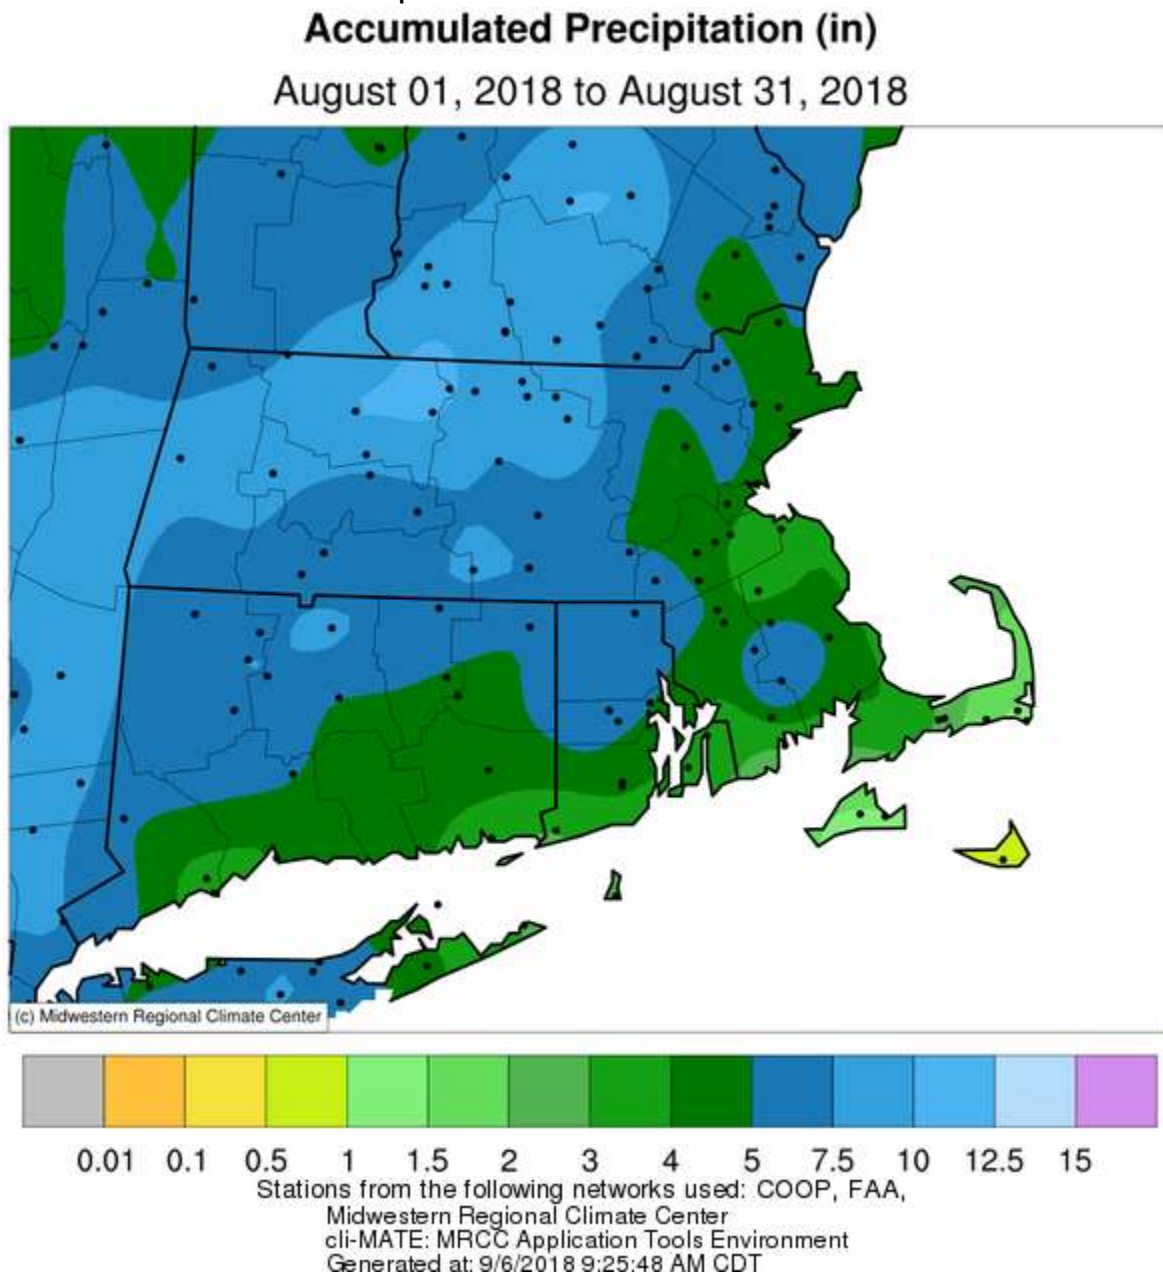 Accumulated Precipitation (in)
August 01, 2018 to August 31, 2018
(c) Midwestern Regional Climate Center
0.01 0.1 0.5 1 1.5 2 3 4 5 7.5 10 12.5 15
Stations from the following networks used: COOP, FAA,
Midwestern Regional Climate Center
cli-MATE: MRCC Application Tools Environment
Generated at: 9/6/2018 9:25:48 AM CDT